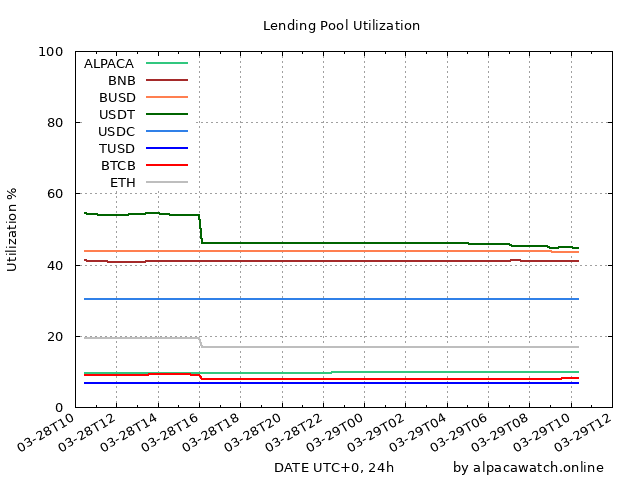 Lending Pool Utilization
100
80
60
40
20
0
Utilization %
ALPACA
BNB
BUSD
USDT
USDC
TUSD
BTCB
ETH
03-28T10
03-28T12
03-28T14
03-28T16
03-28T18
03-28T20
03-28T22
03-29T00
03-29T02
03-29T04
03-29T06
03-29T08
03-29T10
03-29T12
DATE UTC+0, 24h
by alpacawatch.online